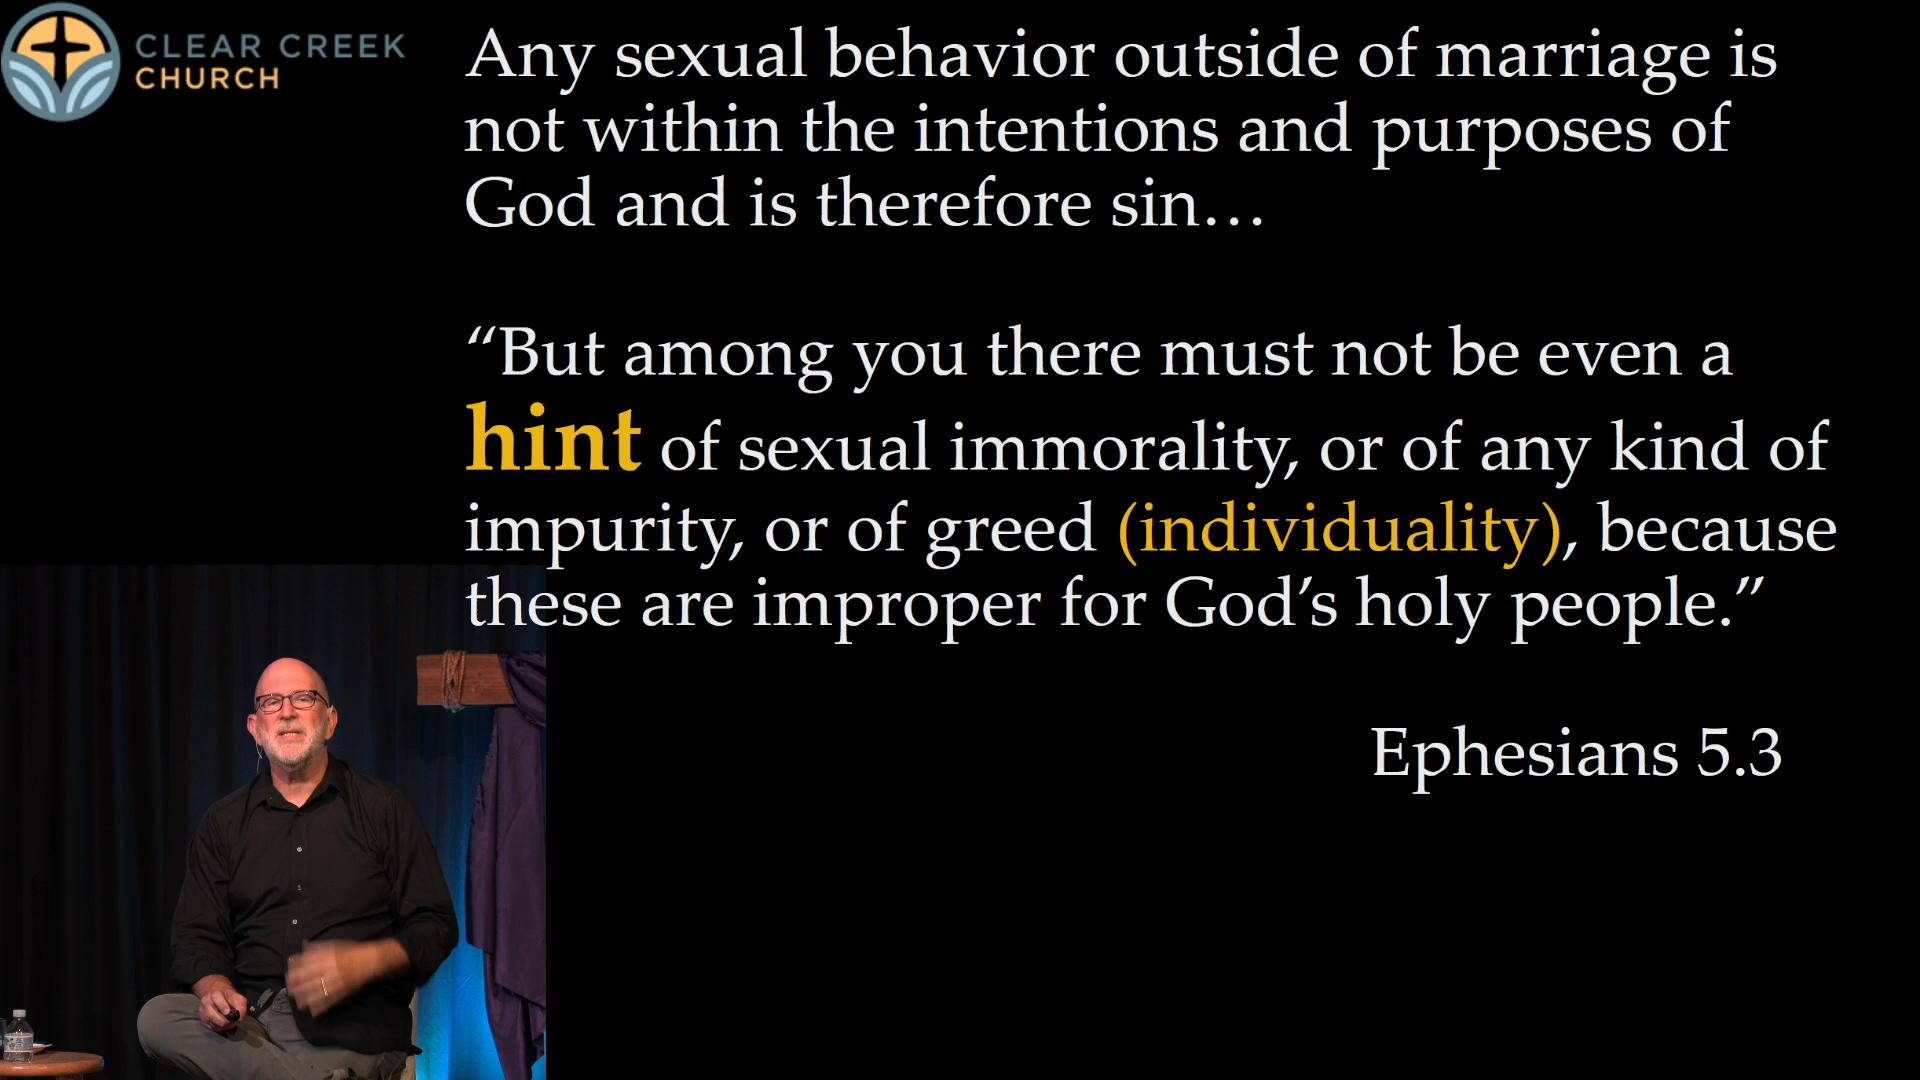 CLEAR CREEK
CHURCH
Any sexual behavior outside of marriage is
not within the intentions and purposes of
God and is therefore sin…
“But among you there must not be even a
hint of sexual immorality, or of any kind of
impurity, or of greed (individuality), because
these are improper for God’s holy people.”
Ephesians 5.3